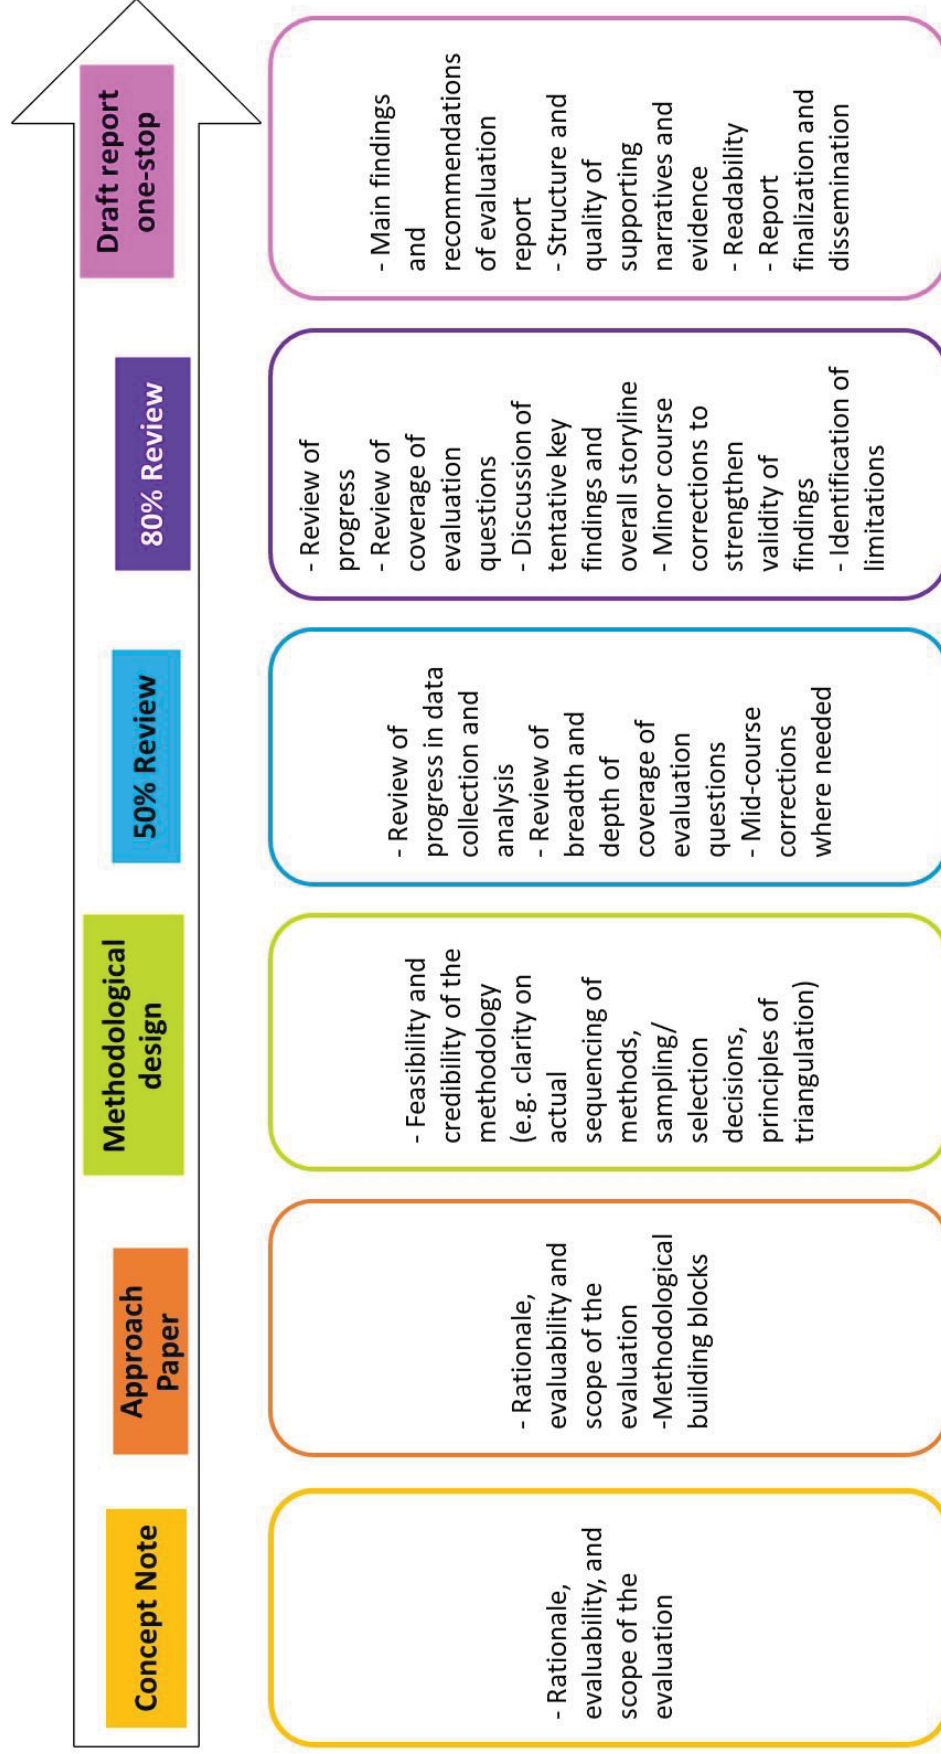 Concept Note
Approach
Paper
Methodological
design
50% Review
80% Review
Draft report
one-stop
- Rationale,
evaluability, and
scope of the
evaluation
- Rationale,
evaluability and
scope of the
evaluation
-Methodological
building blocks
- Feasibility and
credibility of the
methodology
(e.g. clarity on
actual
sequencing of
methods,
sampling/
selection
decisions,
principles of
triangulation)
- Review of
progress in data
collection and
analysis
- Review of
breadth and
depth of
coverage of
evaluation
questions
- Mid-course
corrections
where needed
- Review of
progress
- Review of
coverage of
evaluation
questions
- Discussion of
tentative key
findings and
overall storyline
- Minor course
corrections to
strengthen
validity of
findings
- Identification of
limitations
- Main findings
and
recommendations
of evaluation
report
- Structure and
quality of
supporting
narratives and
evidence
- Readability
- Report
finalization and
dissemination